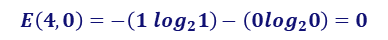 E(4,0) = −(1 log₂1) − (0log₂0) = 0